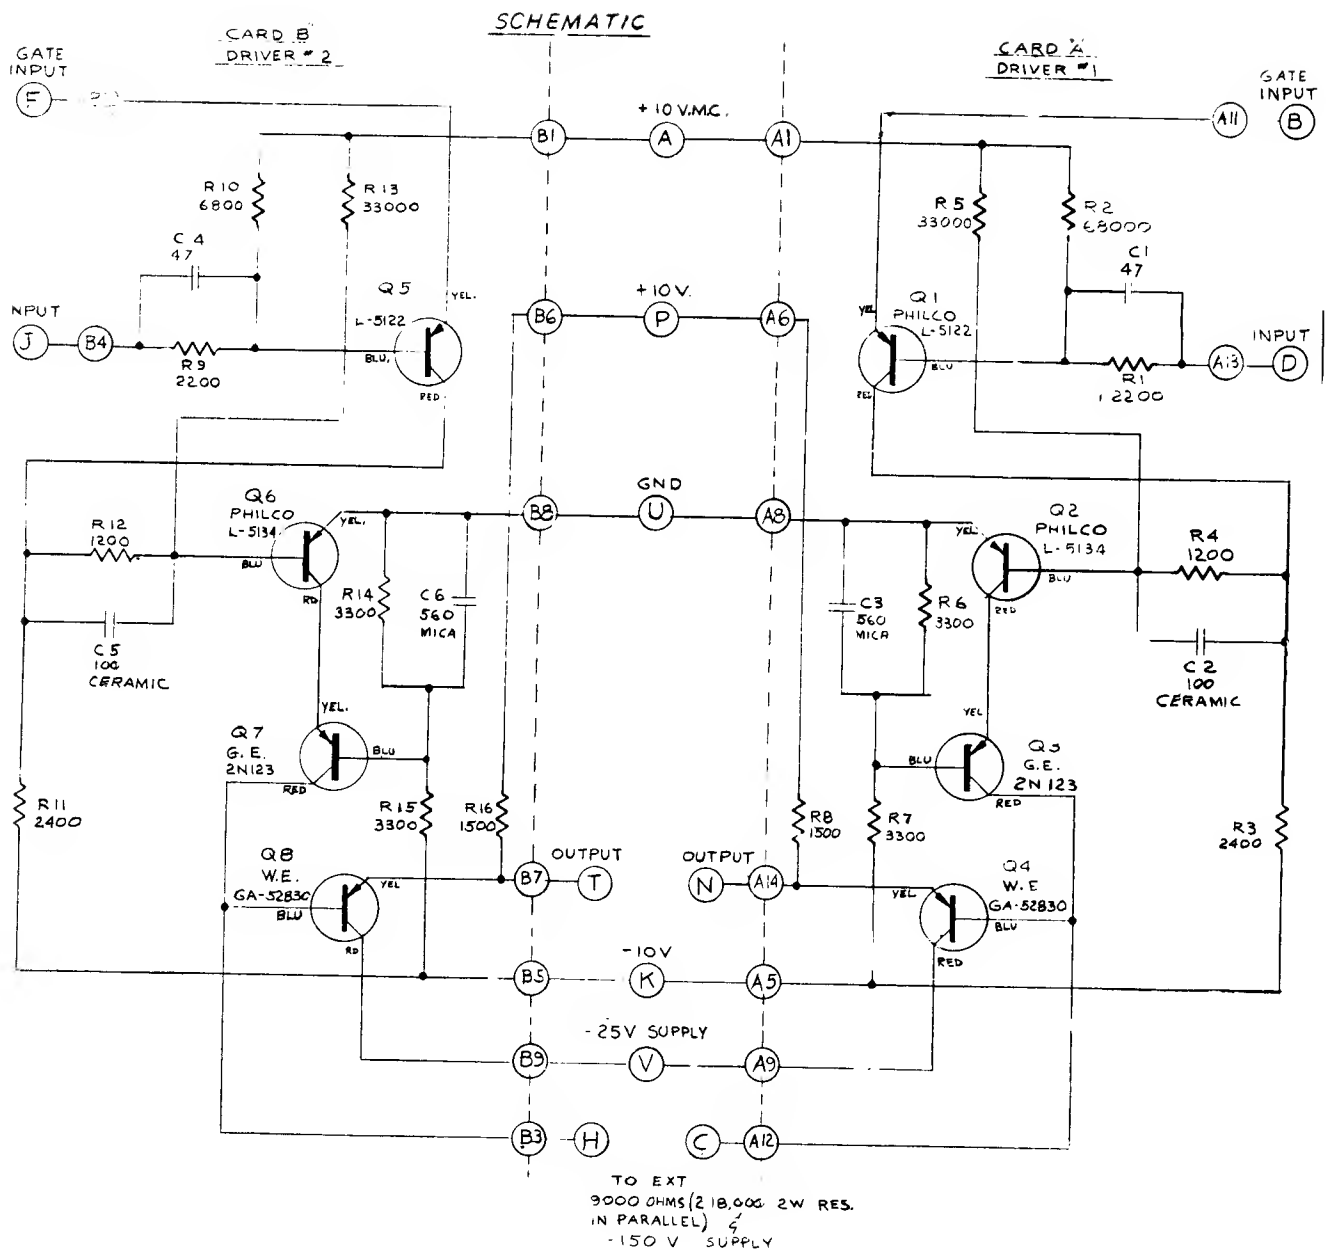 SCHEMATIC
CARD B
DRIVER #2
CARD "A"
DRIVER #1
GATE
INPUT
F
GATE
INPUT
A11
B
+10 V.M.C.
B1
A
A1
R10
6800
R13
33000
R5
33000
R2
68000
C4
47
C1
47
Q5
L-5122
YEL.
BLU.
RED
+10V.
B6
P
A6
Q1
PHILCO
L-5122
YEL
BLU
RED
NPUT
J
B4
R9
2200
INPUT
A13
D
R1
2200
Q6
PHILCO
L-5134
YEL.
BLU
RD
GND
B8
U
A8
Q2
PHILCO
L-5134
YEL.
BLU
RED
R12
1200
R4
1200
R14
3300
C6
560
MICA
C3
560
MICA
R6
3300
C5
100
CERAMIC
C2
100
CERAMIC
Q7
G.E.
2N123
YEL.
BLU
RED
Q3
G.E.
2N123
YEL
BLU
RED
R11
2400
R15
3300
R16
1500
R8
1500
R7
3300
R3
2400
Q8
W.E.
GA-52830
BLU
YEL
RD
OUTPUT
B7
T
OUTPUT
N
A14
Q4
W.E
GA-52830
YEL
BLU
RED
-10V
B5
K
A5
-25V SUPPLY
B9
V
A9
B3
H
C
A12
TO EXT
9000 OHMS (2 18,000 2W RES.
IN PARALLEL) &
-150 V SUPPLY